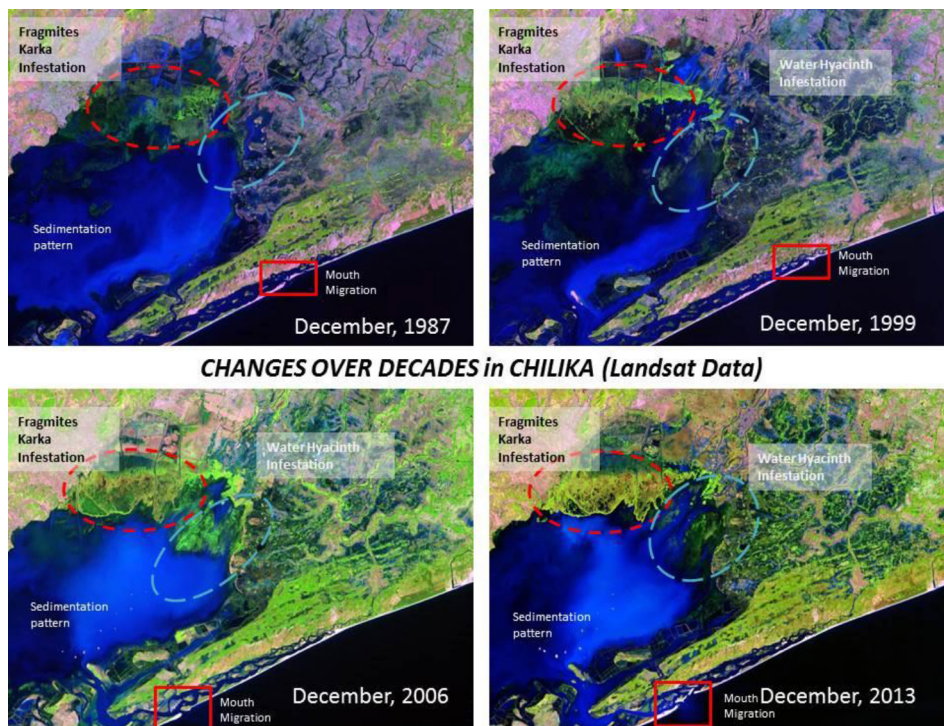 Fragmites
Karka
Infestation
Sedimentation
pattern
Mouth
Migration
December, 1987
Fragmites
Karka
Infestation
Water Hyacinth
Infestation
Sedimentation
pattern
Mouth
Migration
December, 1999
CHANGES OVER DECADES in CHILIKA (Landsat Data)
Fragmites
Karka
Infestation
Water Hyacinth
Infestation
Sedimentation
pattern
Mouth
Migration
December, 2006
Fragmites
Karka
Infestation
Water Hyacinth
Infestation
Sedimentation
pattern
Mouth
Migration
December, 2013